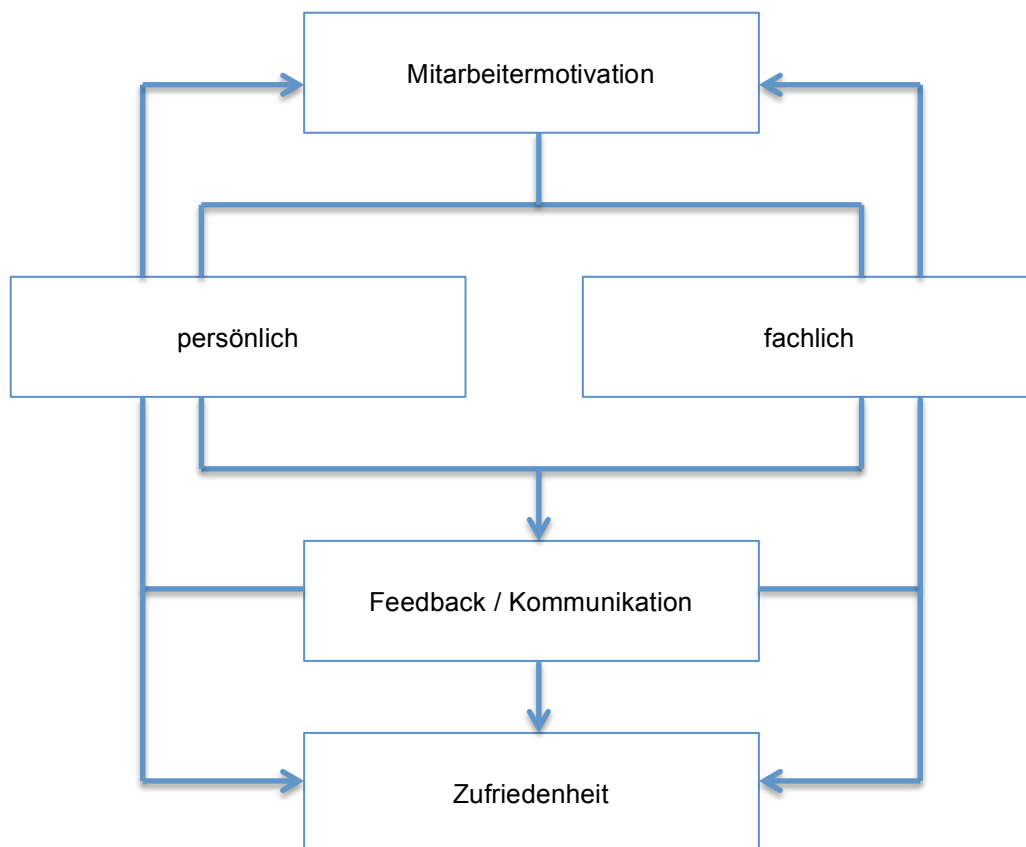 Mitarbeitermotivation
persönlich
fachlich
Feedback / Kommunikation
Zufriedenheit